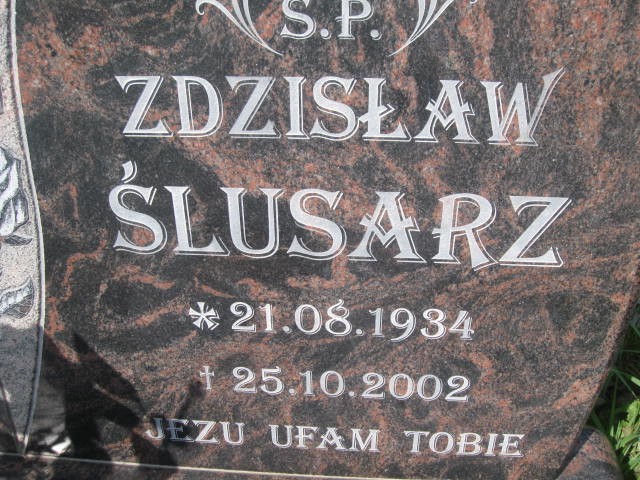 Ś.P.
ZDZISŁAW
ŚLUSARZ
* 21.08.1934
† 25.10.2002
JEZU UFAM TOBIE